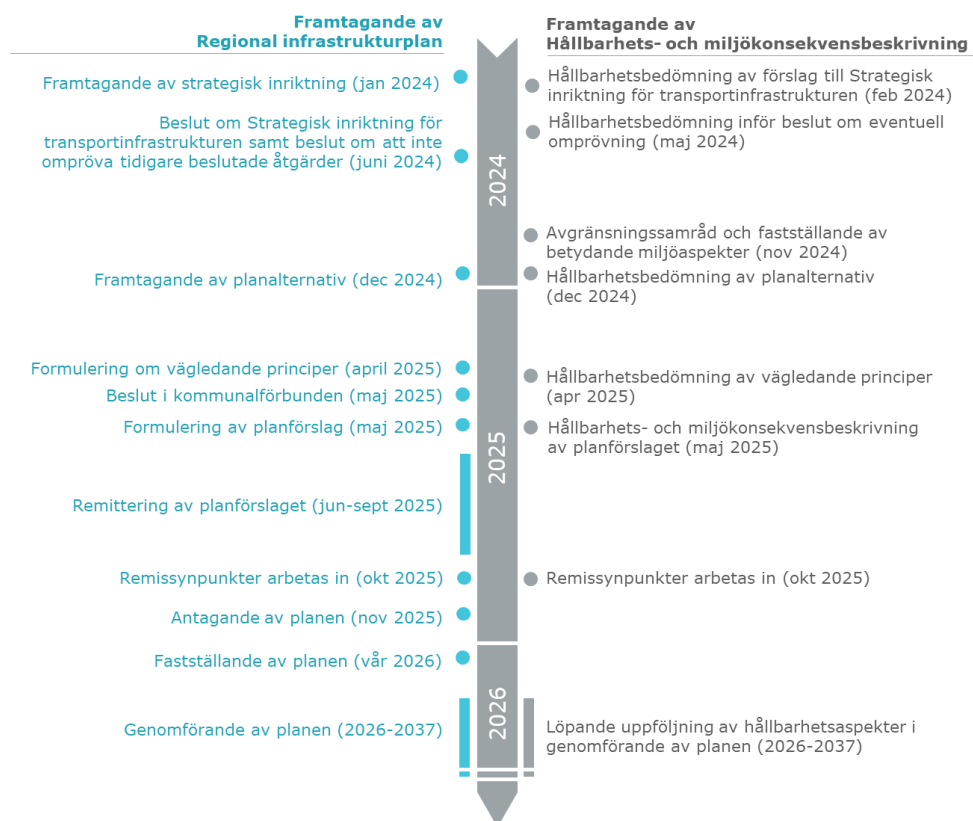 Framtagande av
Regional infrastrukturplan
Framtagande av strategisk inriktning (jan 2024)
Beslut om Strategisk inriktning för
transportinfrastrukturen samt beslut om att inte
ompröva tidigare beslutade åtgärder (juni 2024)
Framtagande av planalternativ (dec 2024)
Formulering om vägledande principer (april 2025)
Beslut i kommunalförbunden (maj 2025)
Formulering av planförslag (maj 2025)
Remittering av planförslaget (jun-sept 2025)
Remissynpunkter arbetas in (okt 2025)
Antagande av planen (nov 2025)
Fastställande av planen (vår 2026)
Genomförande av planen (2026-2037)
2024
2025
2026
Framtagande av
Hållbarhets- och miljökonsekvensbeskrivning
Hållbarhetsbedömning av förslag till Strategisk
inriktning för transportinfrastrukturen (feb 2024)
Hållbarhetsbedömning inför beslut om eventuell
omprövning (maj 2024)
Avgränsningssamråd och fastställande av
betydande miljöaspekter (nov 2024)
Hållbarhetsbedömning av planalternativ
(dec 2024)
Hållbarhetsbedömning av vägledande principer
(apr 2025)
Hållbarhets- och miljökonsekvensbeskrivning
av planförslaget (maj 2025)
Remissynpunkter arbetas in (okt 2025)
Löpande uppföljning av hållbarhetsaspekter i
genomförande av planen (2026-2037)